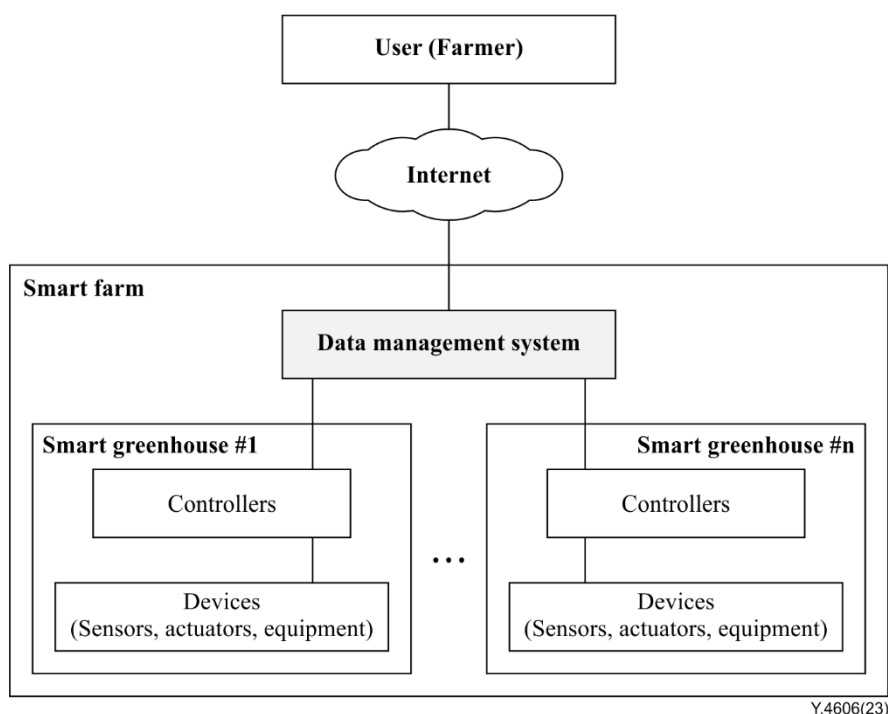 User (Farmer)
Internet
Smart farm
Data management system
Smart greenhouse #1
Controllers
Devices
(Sensors, actuators, equipment)
...
Smart greenhouse #n
Controllers
Devices
(Sensors, actuators, equipment)
Y.4606(23)